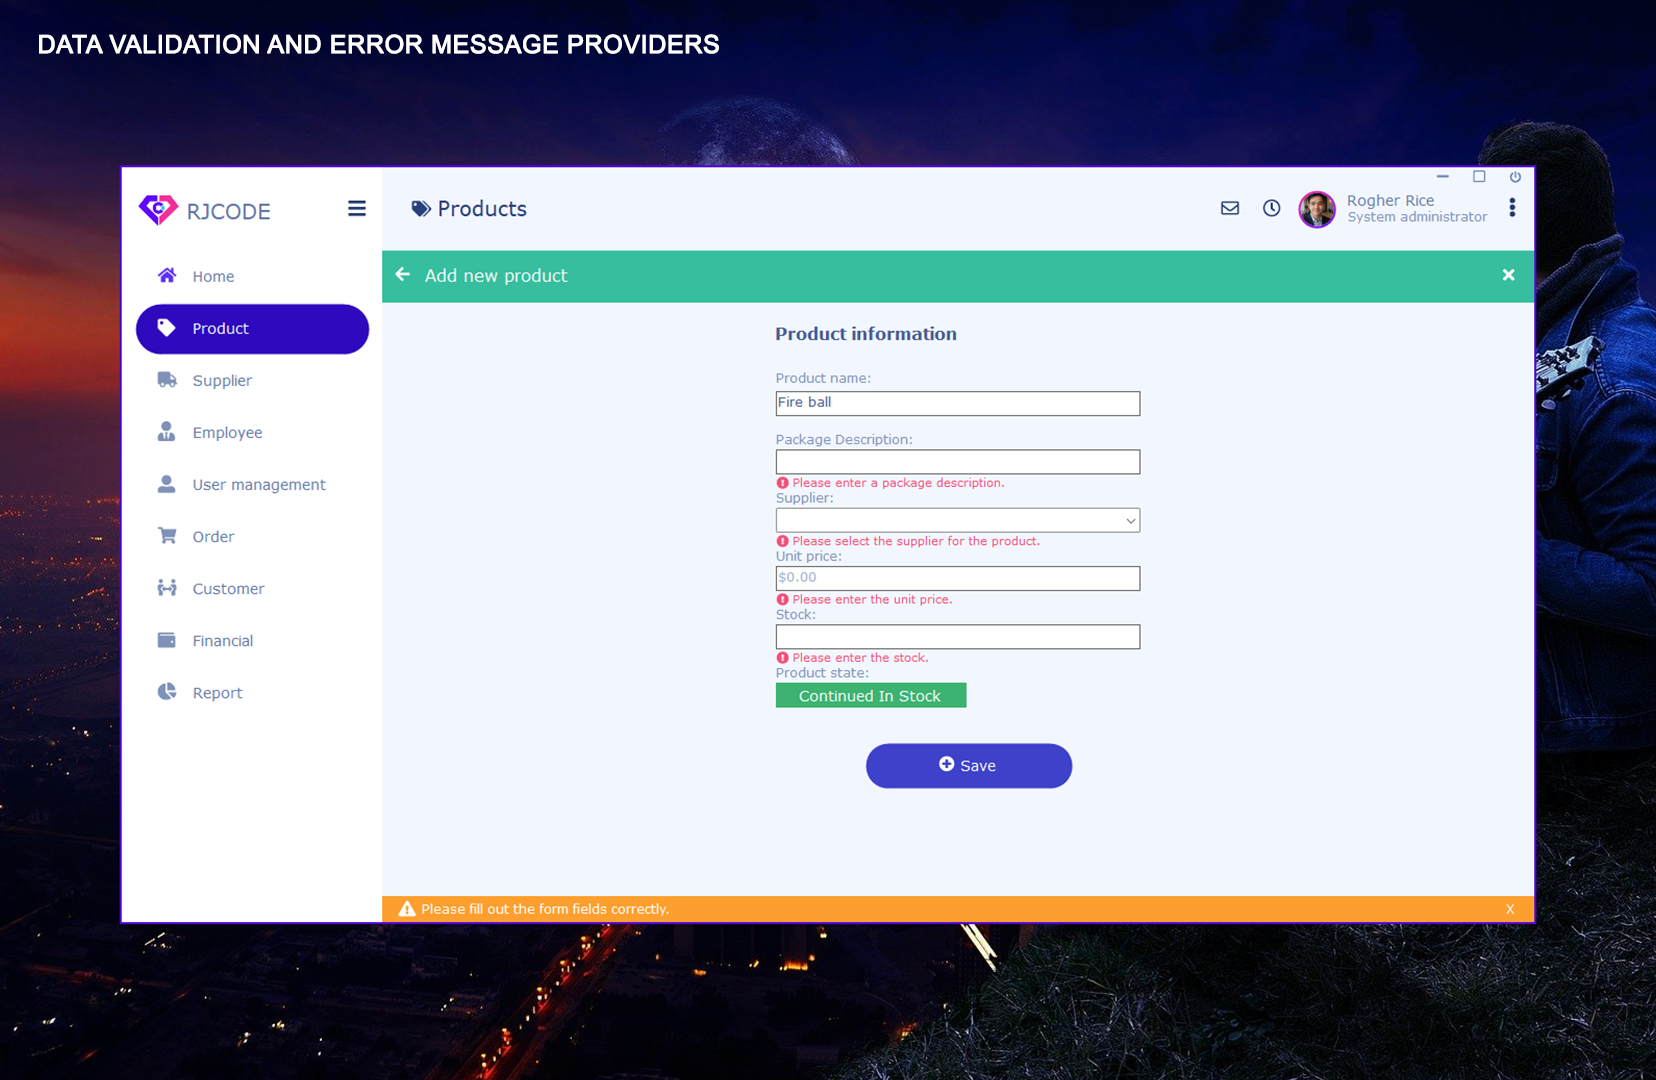 DATA VALIDATION AND ERROR MESSAGE PROVIDERS
C
RJCODE
Products
Rogher Rice
System administrator
Home
Product
Supplier
Employee
User management
Order
Customer
Financial
Report
Add new product
Product information
Product name:
Fire ball
Package Description:
Please enter a package description.
Supplier:
Please select the supplier for the product.
Unit price:
$0.00
Please enter the unit price.
Stock:
Please enter the stock.
Product state:
Continued In Stock
Save
Please fill out the form fields correctly.
X